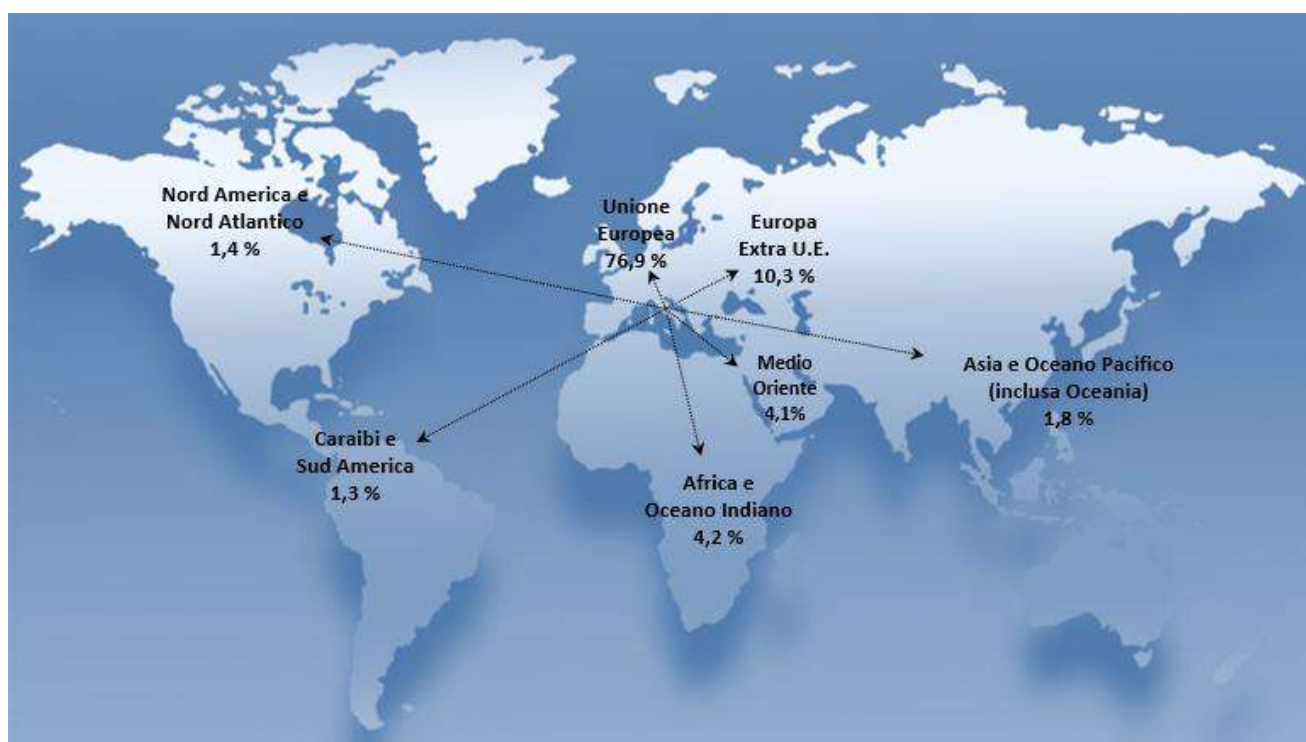 Nord America e
Nord Atlantico
1,4 %
Unione
Europea
76,9 %
Europa
Extra U.E.
10,3 %
Medio
Oriente
4,1%
Asia e Oceano Pacifico
(inclusa Oceania)
1,8 %
Caraibi e
Sud America
1,3 %
Africa e
Oceano Indiano
4,2 %